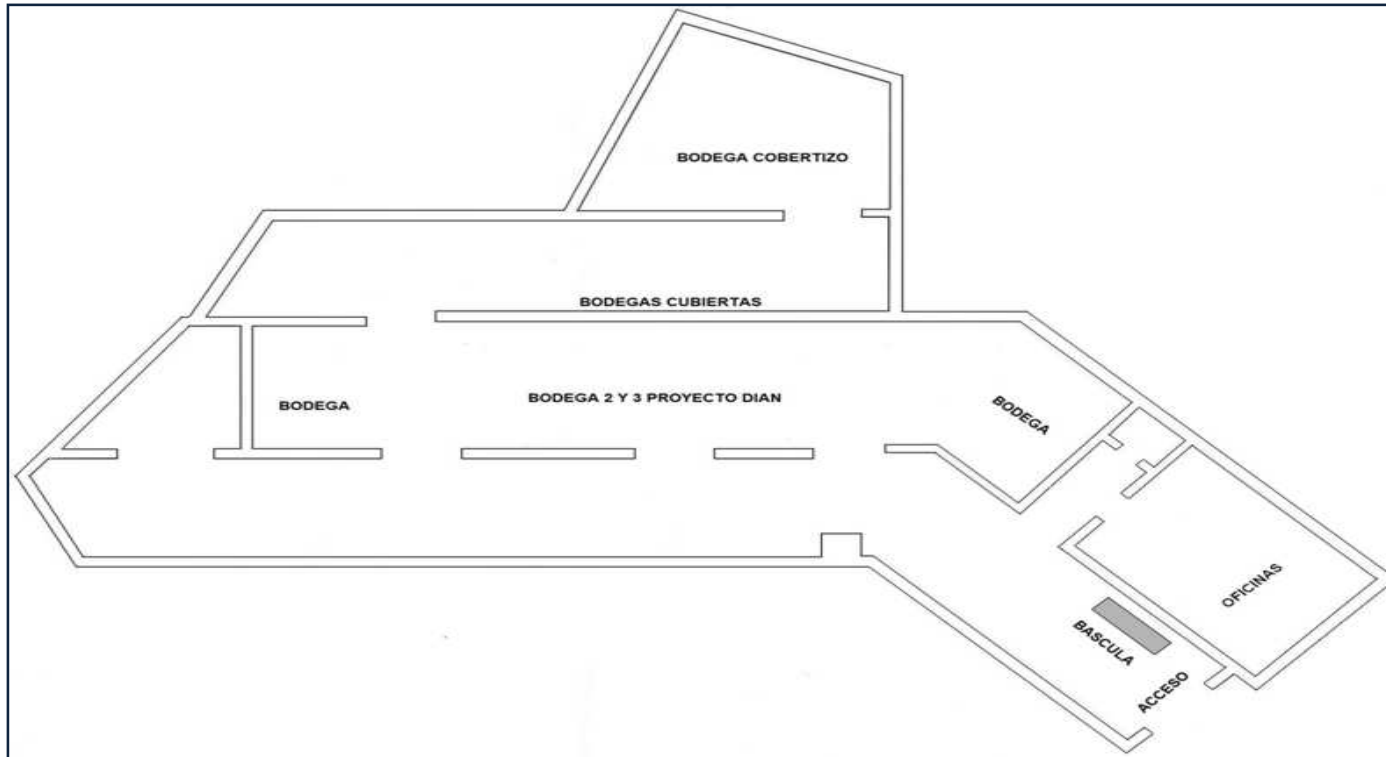 BODEGA COBERTIZO
BODEGAS CUBIERTAS
BODEGA
BODEGA 2 Y 3 PROYECTO DIAN
BODEGA
OFICINAS
BASCULA
ACCESO